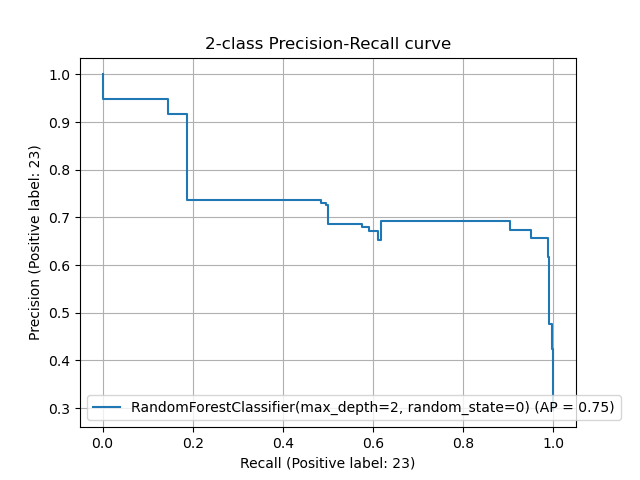 2-class Precision-Recall curve
Precision (Positive label: 23)
1.0
0.9
0.8
0.7
0.6
0.5
0.4
0.3
RandomForestClassifier(max_depth=2, random_state=0) (AP = 0.75)
0.0 0.2 0.4 0.6 0.8 1.0
Recall (Positive label: 23)